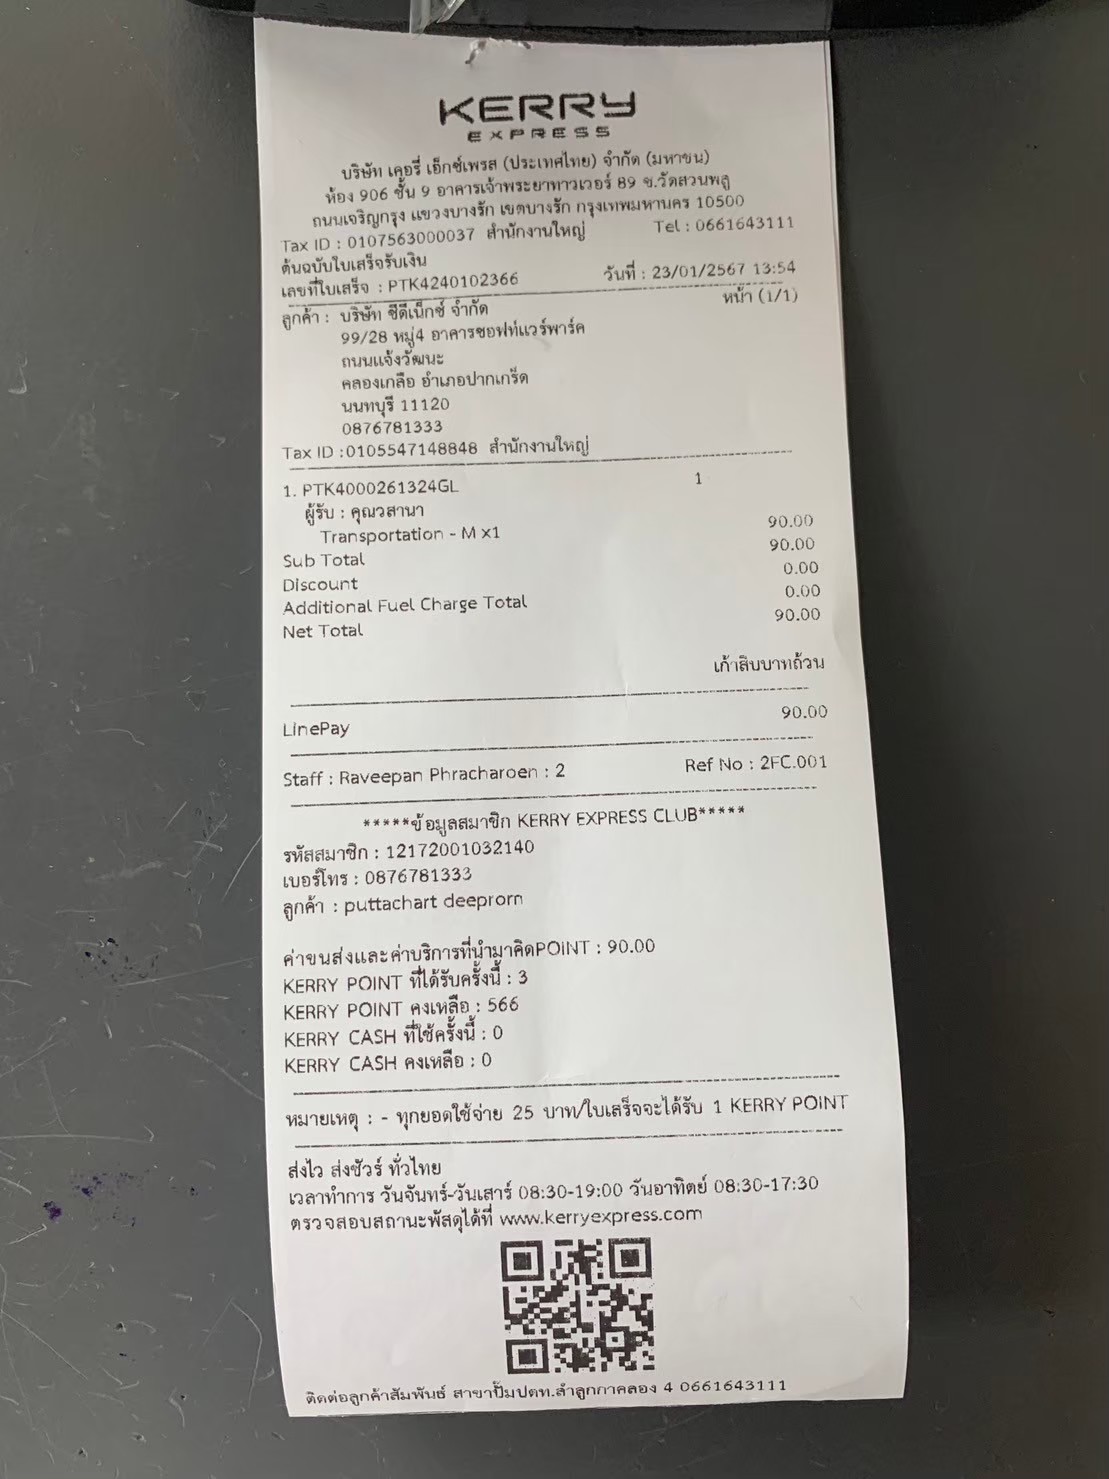 KERRY
EXPRESS
บริษัท เคอรี่ เอ็กซ์เพรส (ประเทศไทย) จำกัด (มหาชน)
ห้อง 906 ชั้น 9 อาคารเจ้าพระยาทาวเวอร์ 89 ซ.วัดสวนพลู
ถนนเจริญกรุง แขวงบางรัก เขตบางรัก กรุงเทพมหานคร 10500
Tax ID : 0107563000037 สำนักงานใหญ่ Tel : 0661643111
ต้นฉบับใบเสร็จรับเงิน
เลขที่ใบเสร็จ : PTK4240102366 วันที่ : 23/01/2567 13:54
หน้า (1/1)
ลูกค้า : บริษัท ซีดีเน็กซ์ จำกัด
99/28 หมู่4 อาคารซอฟท์แวร์พาร์ค
ถนนแจ้งวัฒนะ
คลองเกลือ อำเภอปากเกร็ด
นนทบุรี 11120
0876781333
Tax ID :0105547148848 สำนักงานใหญ่
1. PTK4000261324GL 1
ผู้รับ : คุณวสานา
Transportation - M x1 90.00
Sub Total 90.00
Discount 0.00
Additional Fuel Charge Total 0.00
Net Total 90.00
เก้าสิบบาทถ้วน
LinePay 90.00
Staff : Raveepan Phracharoen : 2 Ref No : 2FC.001
*****ข้อมูลสมาชิก KERRY EXPRESS CLUB*****
รหัสสมาชิก : 12172001032140
เบอร์โทร : 0876781333
ลูกค้า : puttachart deeprorn
ค่าขนส่งและค่าบริการที่นำมาคิดPOINT : 90.00
KERRY POINT ที่ได้รับครั้งนี้ : 3
KERRY POINT คงเหลือ : 566
KERRY CASH ที่ใช้ครั้งนี้ : 0
KERRY CASH คงเหลือ : 0
หมายเหตุ : - ทุกยอดใช้จ่าย 25 บาท/ใบเสร็จจะได้รับ 1 KERRY POINT
ส่งไว ส่งชัวร์ ทั่วไทย
เวลาทำการ วันจันทร์-วันเสาร์ 08:30-19:00 วันอาทิตย์ 08:30-17:30
ตรวจสอบสถานะพัสดุได้ที่ www.kerryexpress.com
ติดต่อลูกค้าสัมพันธ์ สาขาปั๊มปตท.ลำลูกกาคลอง 4 0661643111